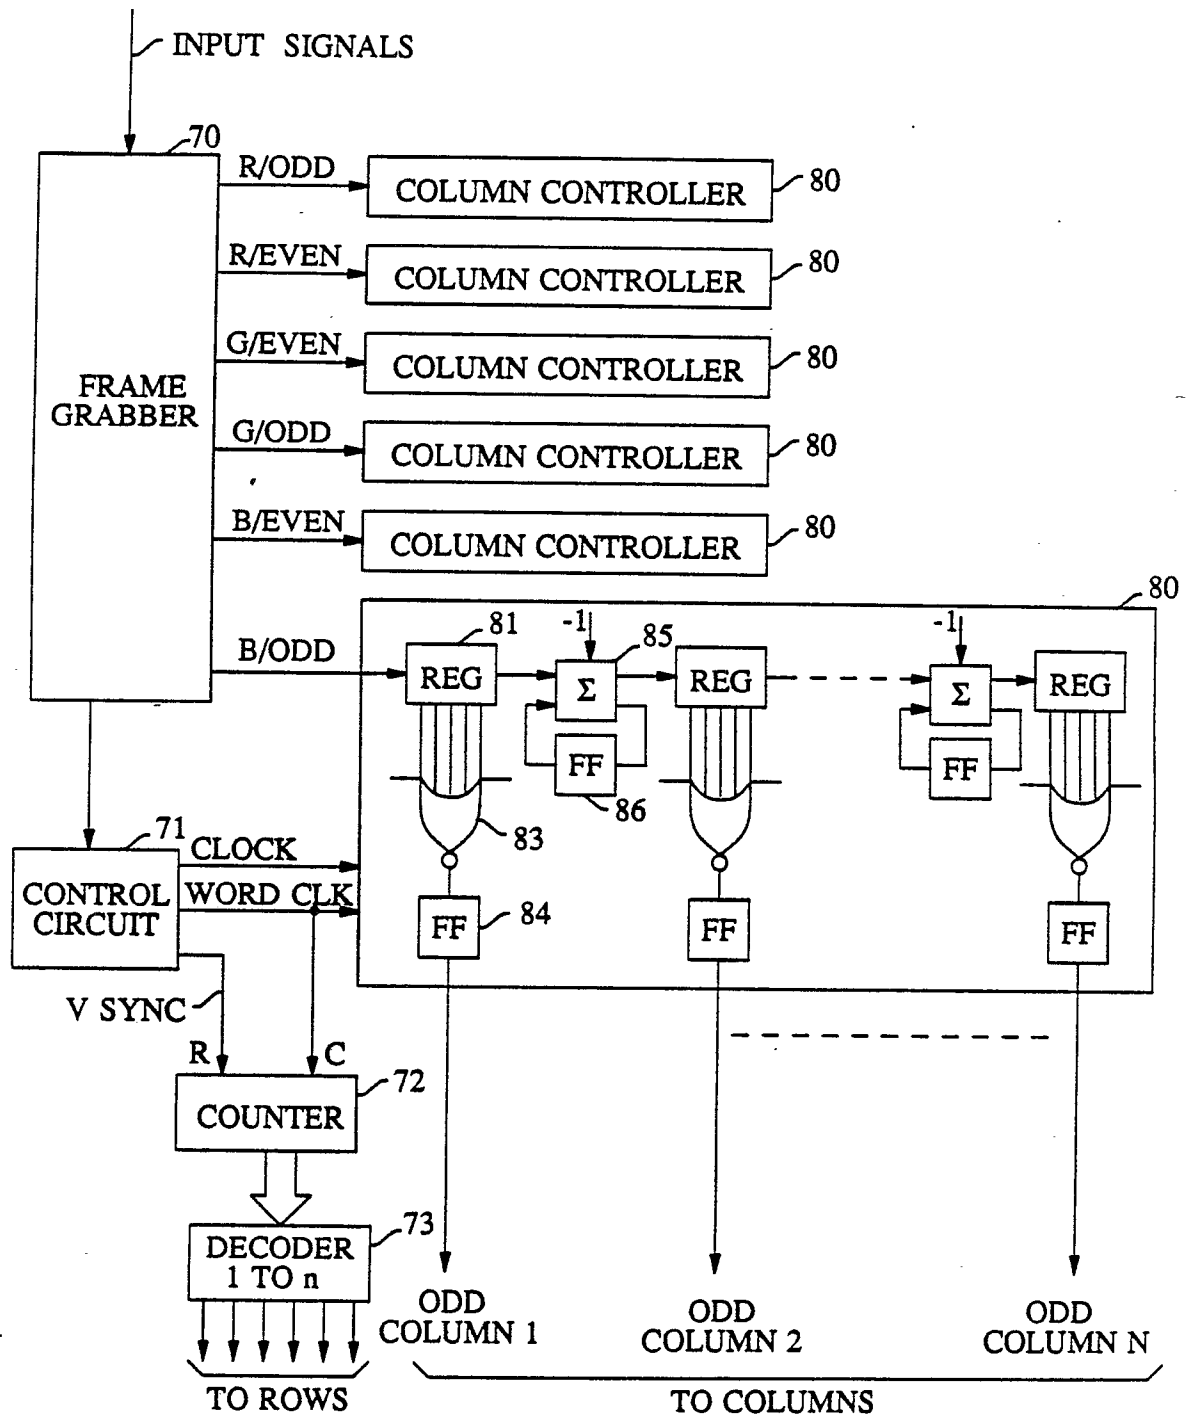 INPUT SIGNALS
70
R/ODD
COLUMN CONTROLLER
80
R/EVEN
COLUMN CONTROLLER
80
G/EVEN
COLUMN CONTROLLER
80
FRAME
GRABBER
G/ODD
COLUMN CONTROLLER
80
B/EVEN
COLUMN CONTROLLER
80
80
B/ODD
81
REG
-1
85
Σ
REG
-1
Σ
REG
FF
86
FF
83
71
CONTROL
CIRCUIT
CLOCK
WORD CLK
FF
84
FF
FF
V SYNC
R
C
72
COUNTER
73
DECODER
1 TO n
ODD
COLUMN 1
ODD
COLUMN 2
ODD
COLUMN N
TO ROWS
TO COLUMNS